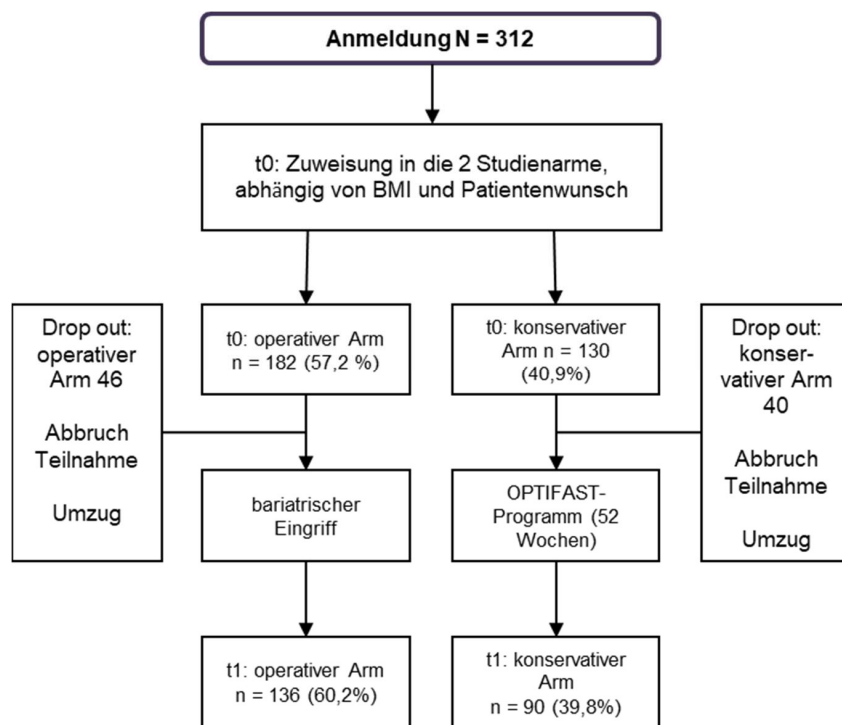 Anmeldung N = 312
t0: Zuweisung in die 2 Studienarme,
abhängig von BMI und Patientenwunsch
Drop out:
operativer
Arm 46
Abbruch
Teilnahme
Umzug
t0: operativer Arm
n = 182 (57,2 %)
t0: konservativer
Arm n = 130
(40,9%)
Drop out:
konser-
vativer Arm
40
Abbruch
Teilnahme
Umzug
bariatrischer
Eingriff
OPTIFAST-
Programm (52
Wochen)
t1: operativer Arm
n = 136 (60,2%)
t1: konservativer
Arm
n = 90 (39,8%)